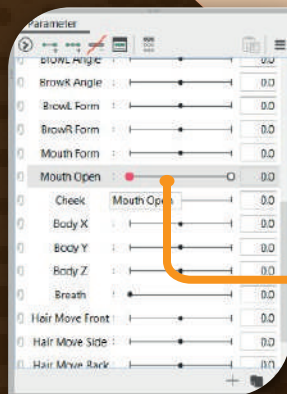 Parameter
BrowL Angle 0.0
BrowR Angle 0.0
BrowL Form 0.0
BrowR Form 0.0
Mouth Form 0.0
Mouth Open 0.0
Cheek Mouth Open 0.0
Body X 0.0
Body Y 0.0
Body Z 0.0
Breath 0.0
Hair Move Front 0.0
Hair Move Side 0.0
Hair Move Back 0.0